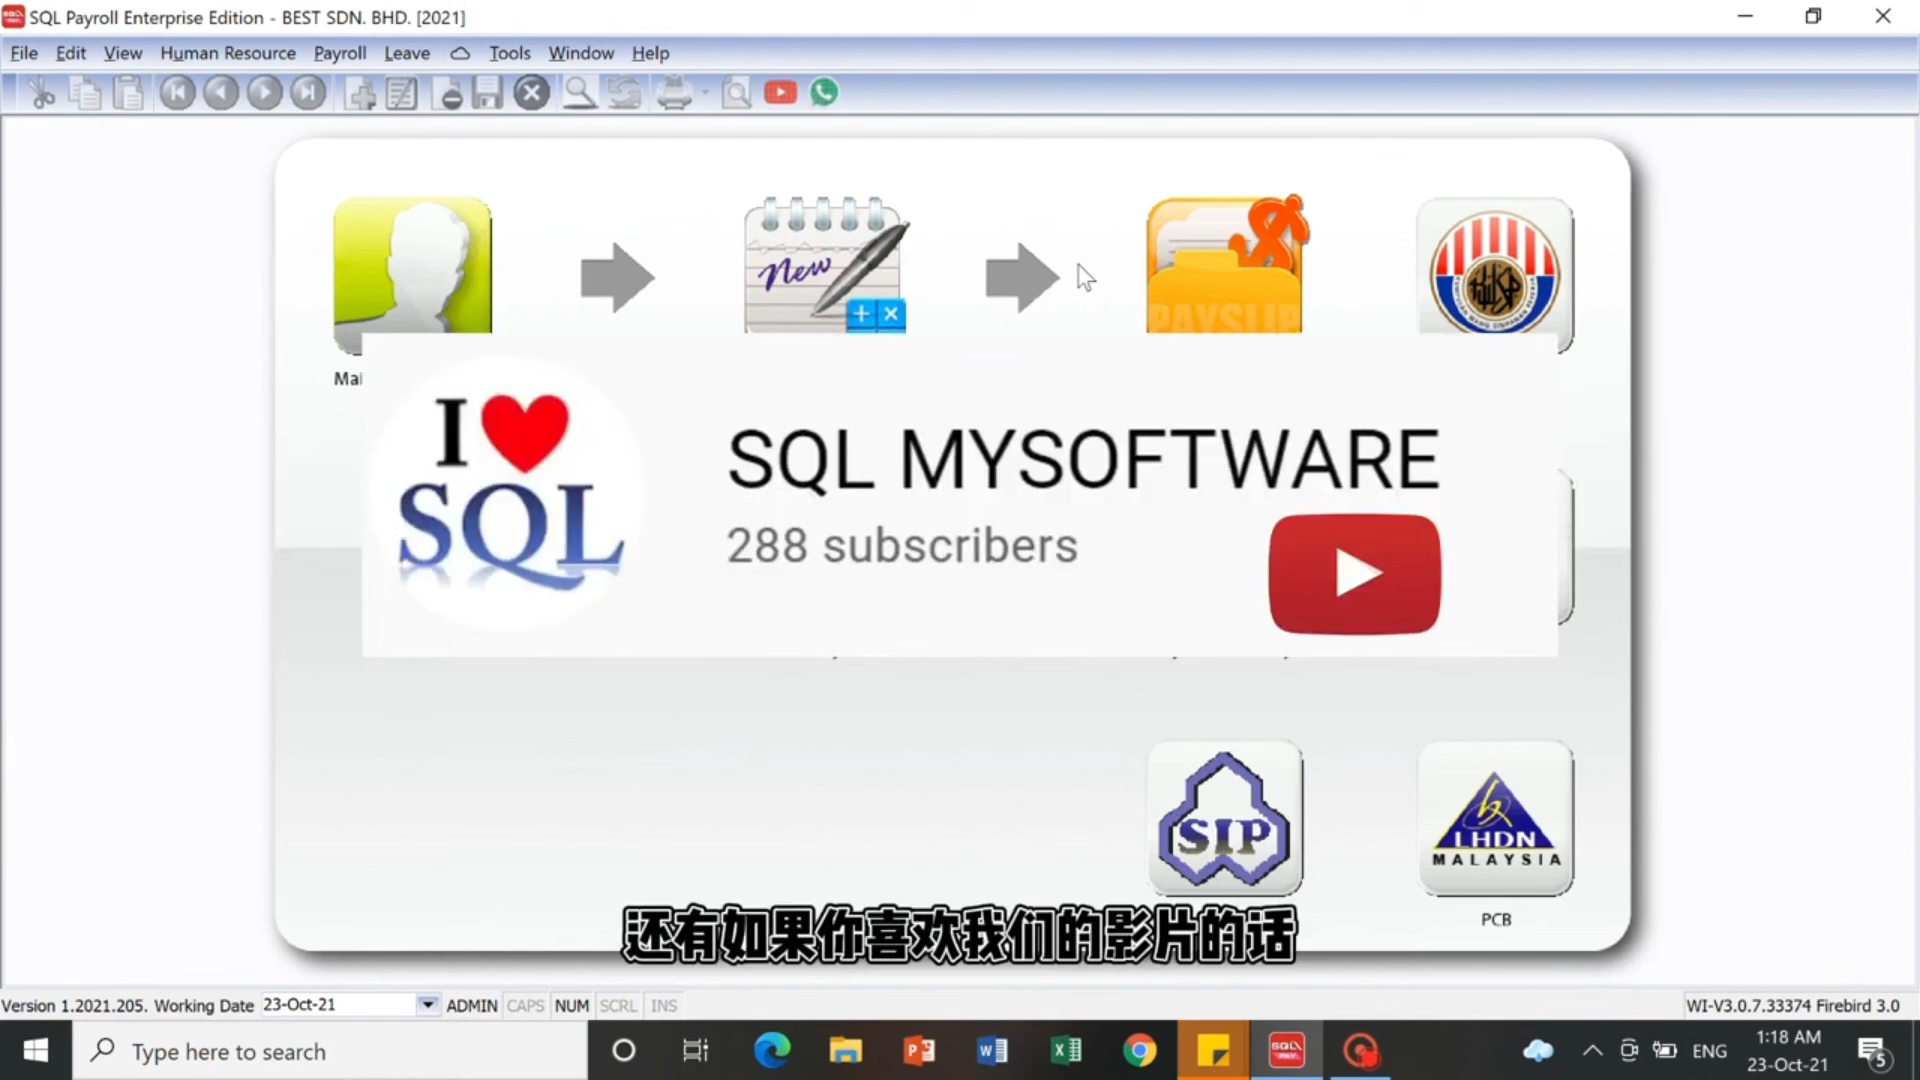 SQL Payroll Enterprise Edition - BEST SDN. BHD. [2021]
File Edit View Human Resource Payroll Leave Tools Window Help
New
PAYSLIP
Mai
I
SQL
SQL MYSOFTWARE
288 subscribers
SIP
LHDN
MALAYSIA
PCB
还有如果你喜欢我们的影片的话
Version 1.2021.205. Working Date 23-Oct-21 ADMIN CAPS NUM SCRL INS WI-V3.0.7.33374 Firebird 3.0
Type here to search
ENG
1:18 AM
23-Oct-21
5